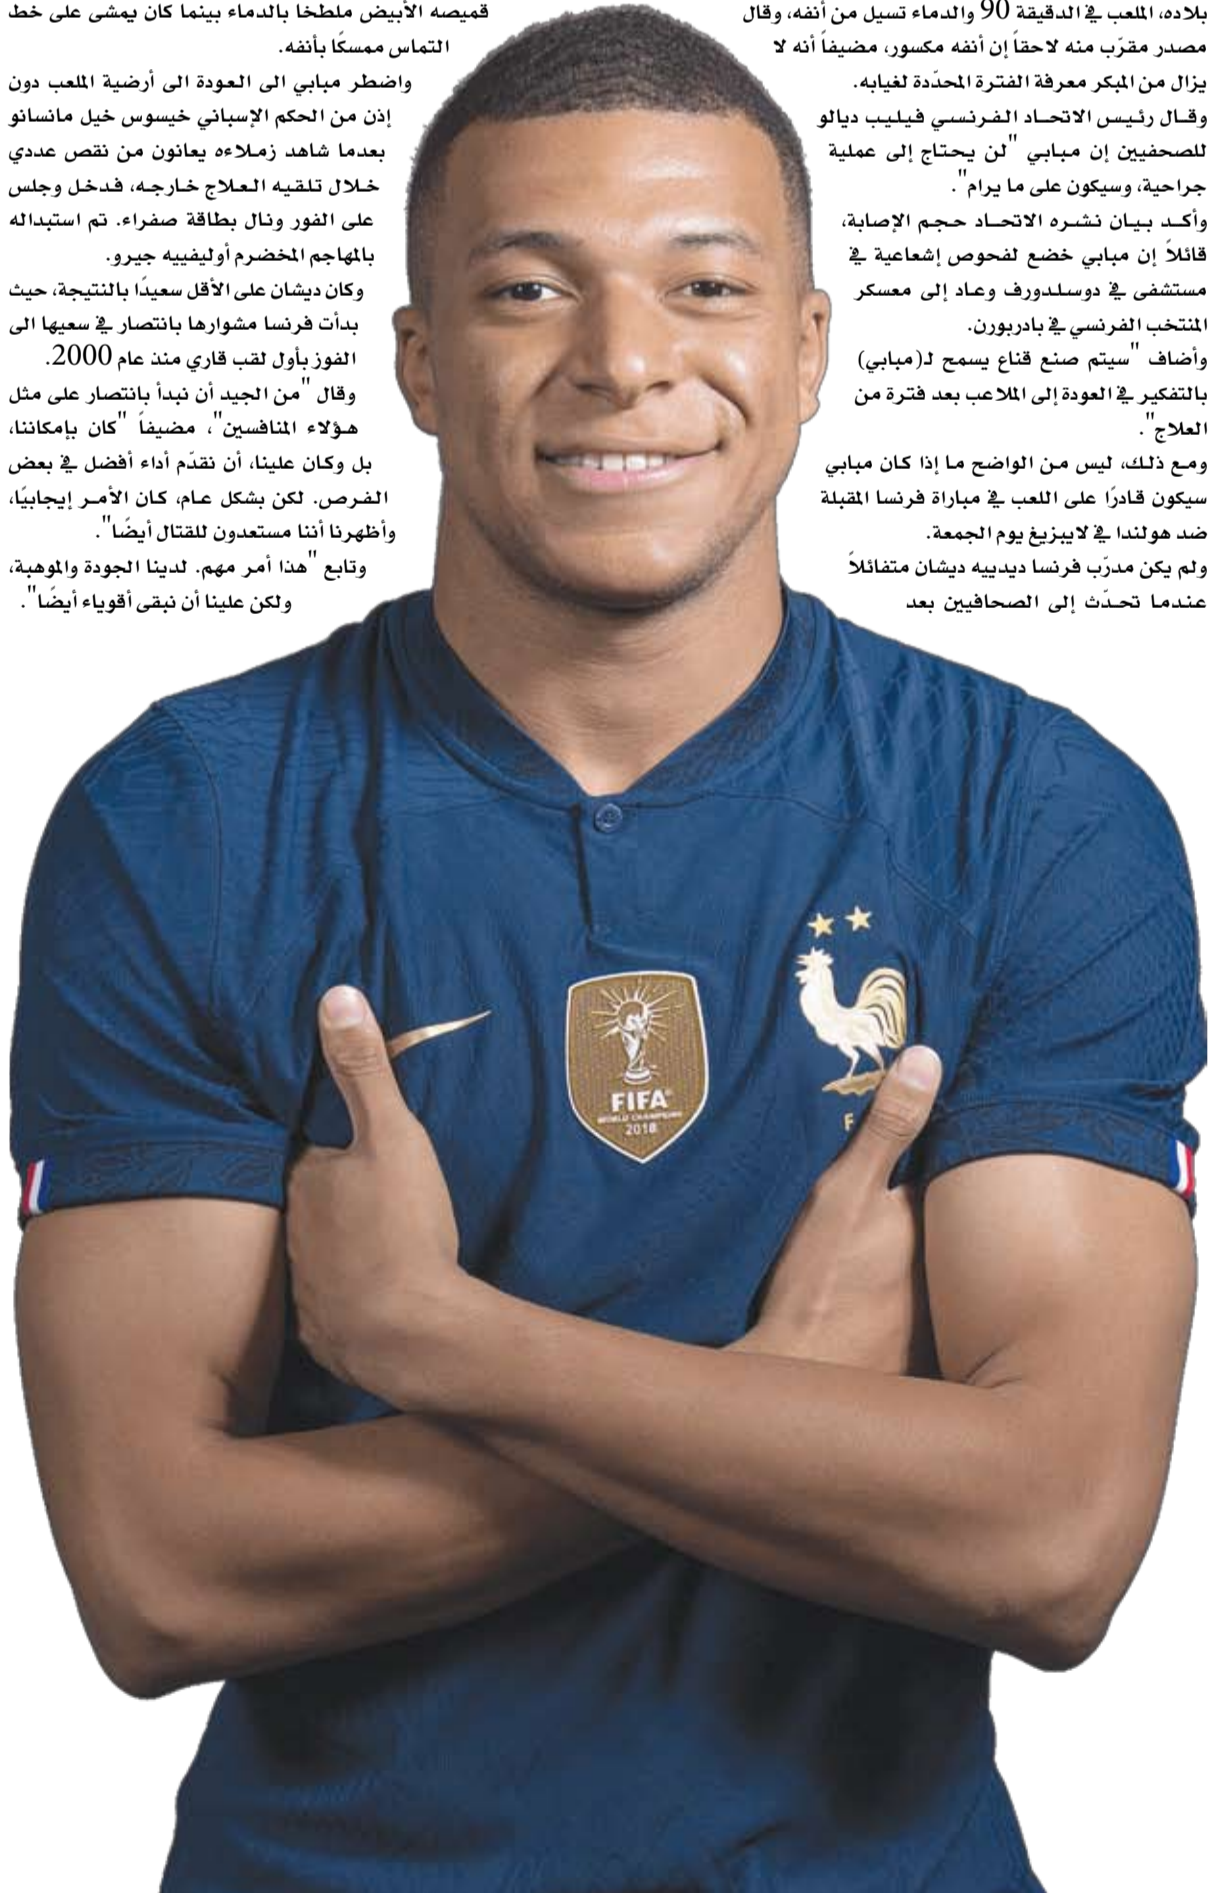 بلاده، الملعب في الدقيقة 90 والدماء تسيل من أنفه، وقال
مصدر مقرّب منه لاحقاً إن أنفه مكسور، مضيفاً أنه لا
يزال من المبكر معرفة الفترة المحدّدة لغيابه.
وقال رئيس الاتحاد الفرنسي فيليب ديالو
للصحفيين إن مبابي "لن يحتاج إلى عملية
جراحية، وسيكون على ما يرام".
وأكد بيان نشره الاتحاد حجم الإصابة،
قائلاً إن مبابي خضع لفحوص إشعاعية في
مستشفى في دوسلدورف وعاد إلى معسكر
المنتخب الفرنسي في بادربورن.
وأضاف "سيتم صنع قناع يسمح لـ(مبابي)
بالتفكير في العودة إلى الملاعب بعد فترة من
العلاج".
ومع ذلك، ليس من الواضح ما إذا كان مبابي
سيكون قادرًا على اللعب في مباراة فرنسا المقبلة
ضد هولندا في لايبزيغ يوم الجمعة.
ولم يكن مدرّب فرنسا ديدييه ديشان متفائلاً
عندما تحدّث إلى الصحافيين بعد
قميصه الأبيض ملطخا بالدماء بينما كان يمشي على خط
التماس ممسكًا بأنفه.
واضطر مبابي الى العودة الى أرضية الملعب دون
إذن من الحكم الإسباني خيسوس خيل مانسانو
بعدما شاهد زملاءه يعانون من نقص عددي
خلال تلقيه العلاج خارجه، فدخل وجلس
على الفور ونال بطاقة صفراء. تم استبداله
بالمهاجم المخضرم أوليفييه جيرو.
وكان ديشان على الأقل سعيدًا بالنتيجة، حيث
بدأت فرنسا مشوارها بانتصار في سعيها الى
الفوز بأول لقب قاري منذ عام 2000.
وقال "من الجيد أن نبدأ بانتصار على مثل
هؤلاء المنافسين"، مضيفاً "كان بإمكاننا،
بل وكان علينا، أن نقدّم أداء أفضل في بعض
الفرص. لكن بشكل عام، كان الأمر إيجابيًا،
وأظهرنا أننا مستعدون للقتال أيضًا".
وتابع "هذا أمر مهم. لدينا الجودة والموهبة،
ولكن علينا أن نبقى أقوياء أيضًا".
FIFA
WORLD CHAMPIONS
2018
F